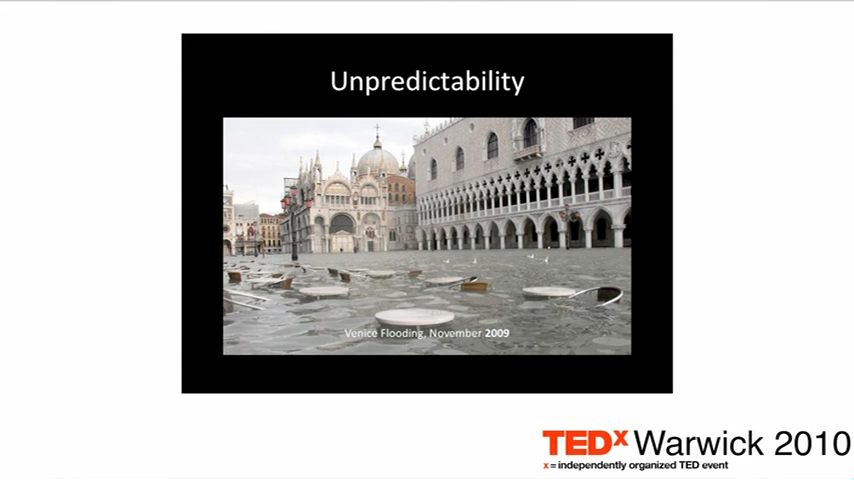 Unpredictability
Venice Flooding, November 2009
TEDx Warwick 2010
x = independently organized TED event